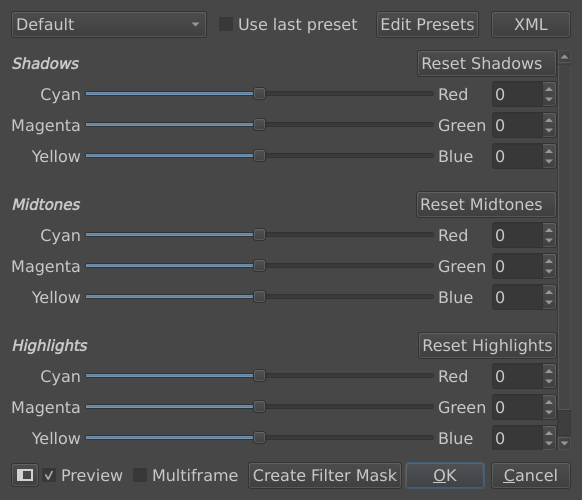 Default Use last preset Edit Presets XML
Shadows Reset Shadows
Cyan Red 0
Magenta Green 0
Yellow Blue 0
Midtones Reset Midtones
Cyan Red 0
Magenta Green 0
Yellow Blue 0
Highlights Reset Highlights
Cyan Red 0
Magenta Green 0
Yellow Blue 0
Preview Multiframe Create Filter Mask OK Cancel